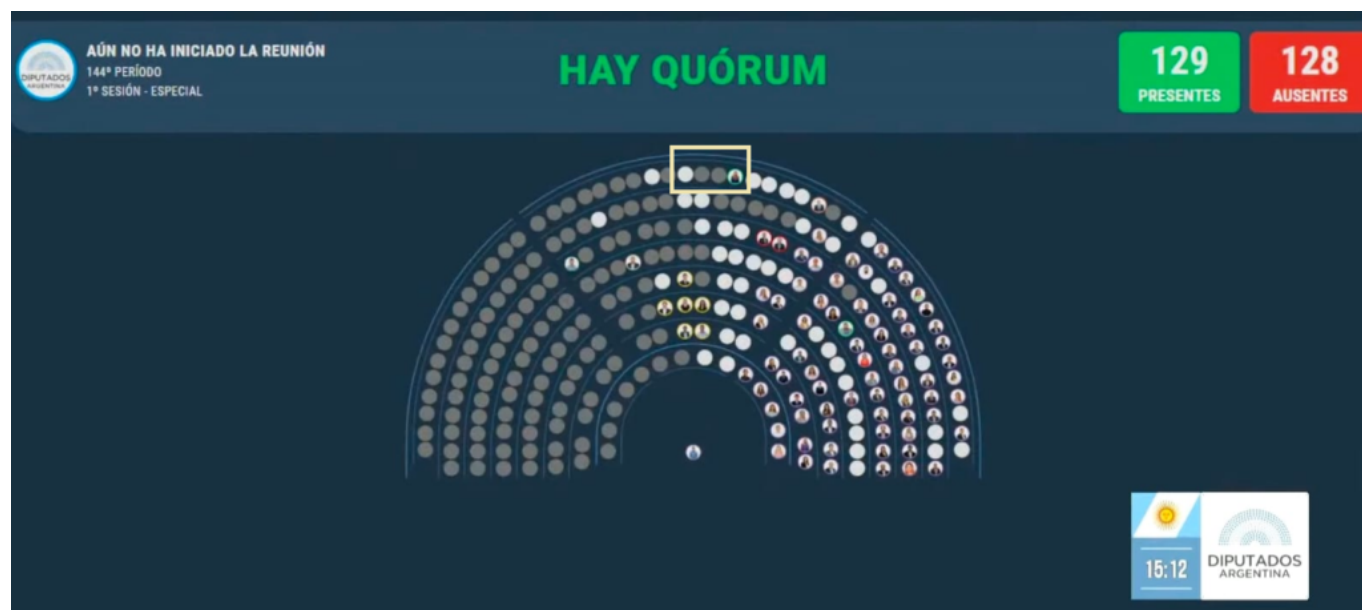 DIPUTADOS
ARGENTINA
AÚN NO HA INICIADO LA REUNIÓN
144º PERÍODO
1º SESIÓN - ESPECIAL
HAY QUÓRUM
129
PRESENTES
128
AUSENTES
15:12
DIPUTADOS
ARGENTINA